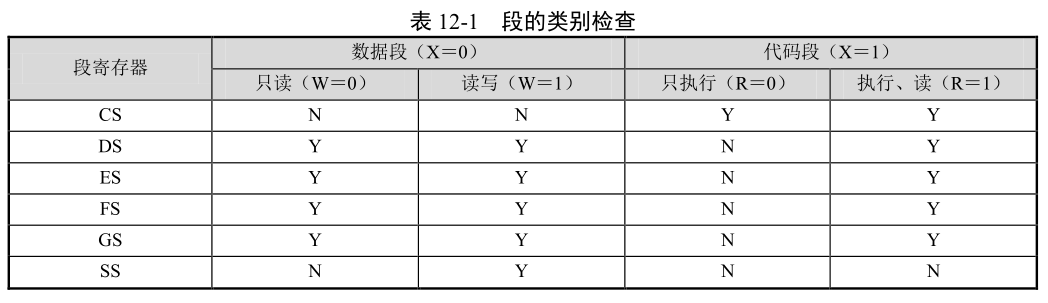 表 12-1 段的类别检查
段寄存器 数据段（X＝0） 代码段（X＝1）
只读（W＝0） 读写（W＝1） 只执行（R＝0） 执行、读（R＝1）
CS N N Y Y
DS Y Y N Y
ES Y Y N Y
FS Y Y N Y
GS Y Y N Y
SS N Y N N